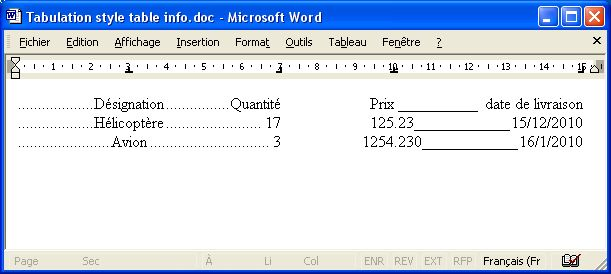 Tabulation style table info.doc - Microsoft Word
Fichier Edition Affichage Insertion Format Outils Tableau Fenêtre ?
1 2 3 4 5 6 7 8 9 10 11 12 13 14 15
....................Désignation.................Quantité Prix ___________ date de livraison
....................Hélicoptère......................... 17 125.23_____________15/12/2010
.........................Avion.............................. 3 1254.230_____________16/1/2010
Page Sec À Li Col ENR REV EXT RFP Français (Fr